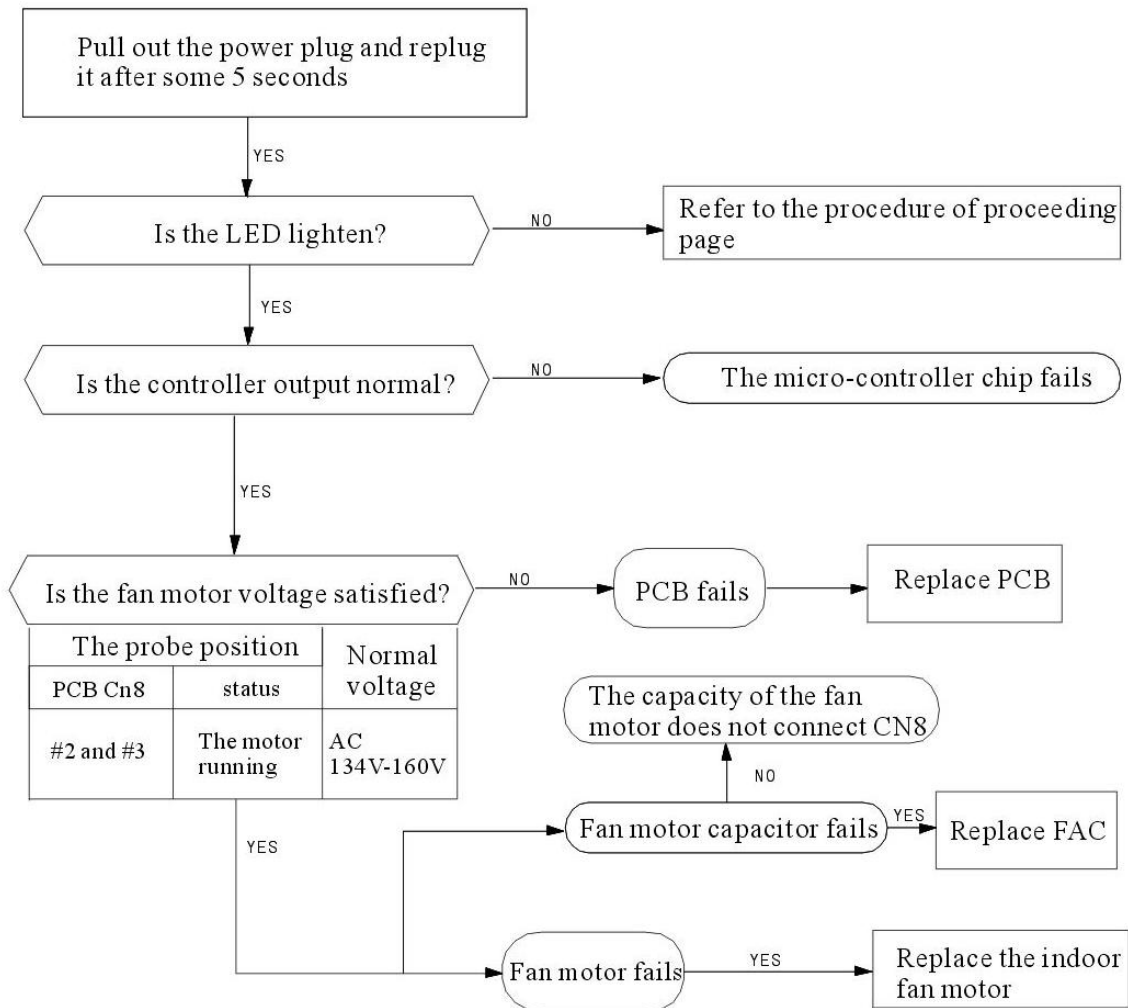 Pull out the power plug and replug
it after some 5 seconds
YES
Is the LED lighten?
NO
Refer to the procedure of proceeding
page
YES
Is the controller output normal?
NO
The micro-controller chip fails
YES
Is the fan motor voltage satisfied?
NO
PCB fails
Replace PCB
The probe position
Normal
voltage
PCB Cn8
status
#2 and #3
The motor
running
AC
134V-160V
The capacity of the fan
motor does not connect CN8
NO
YES
Fan motor capacitor fails
YES
Replace FAC
Fan motor fails
YES
Replace the indoor
fan motor